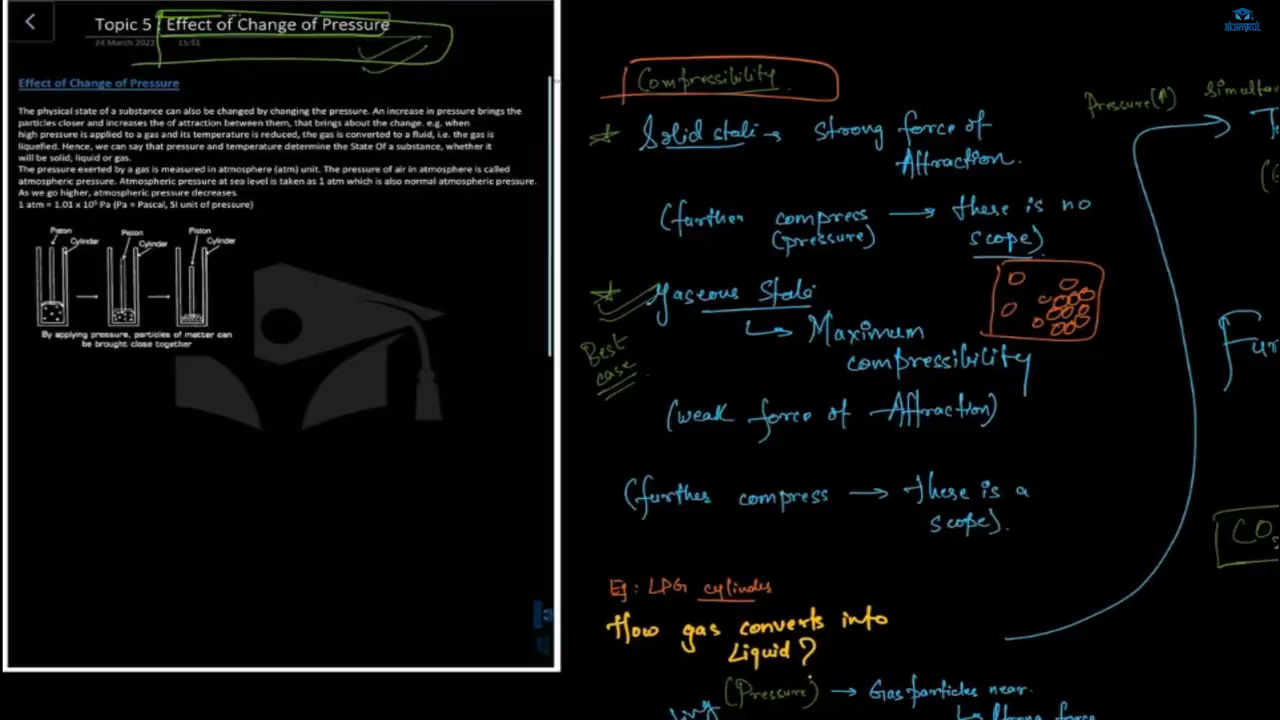 Topic 5 : Effect of Change of Pressure
24 March 2022 15:51
Effect of Change of Pressure
The physical state of a substance can also be changed by changing the pressure. An increase in pressure brings the
particles closer and increases the of attraction between them, that brings about the change. e.g. when
high pressure is applied to a gas and its temperature is reduced, the gas is converted to a fluid, i.e. the gas is
liquefied. Hence, we can say that pressure and temperature determine the State Of a substance, whether it
will be solid, liquid or gas.
The pressure exerted by a gas is measured in atmosphere (atm) unit. The pressure of air in atmosphere is called
atmospheric pressure. Atmospheric pressure at sea level is taken as 1 atm which is also normal atmospheric pressure.
As we go higher, atmospheric pressure decreases.
1 atm = 1.01 x 10⁵ Pa (Pa = Pascal, SI unit of pressure)
Piston
Cylinder
Piston
Cylinder
Piston
Cylinder
By applying pressure, particles of matter can
be brought close together
Compressibility
Solid state → Strong force of
Attraction.
(further compress → there is no
(pressure) scope)
Gaseous State
↳ Maximum
compressibility
Best
case
(weak force of Attraction)
(further compress → There is a
scope).
Eg : LPG cylinder
How gas converts into
Liquid ?
(Pressure) → Gas particles near.
↳ Strong force
Pressure(↑)
CO₂
atamkul